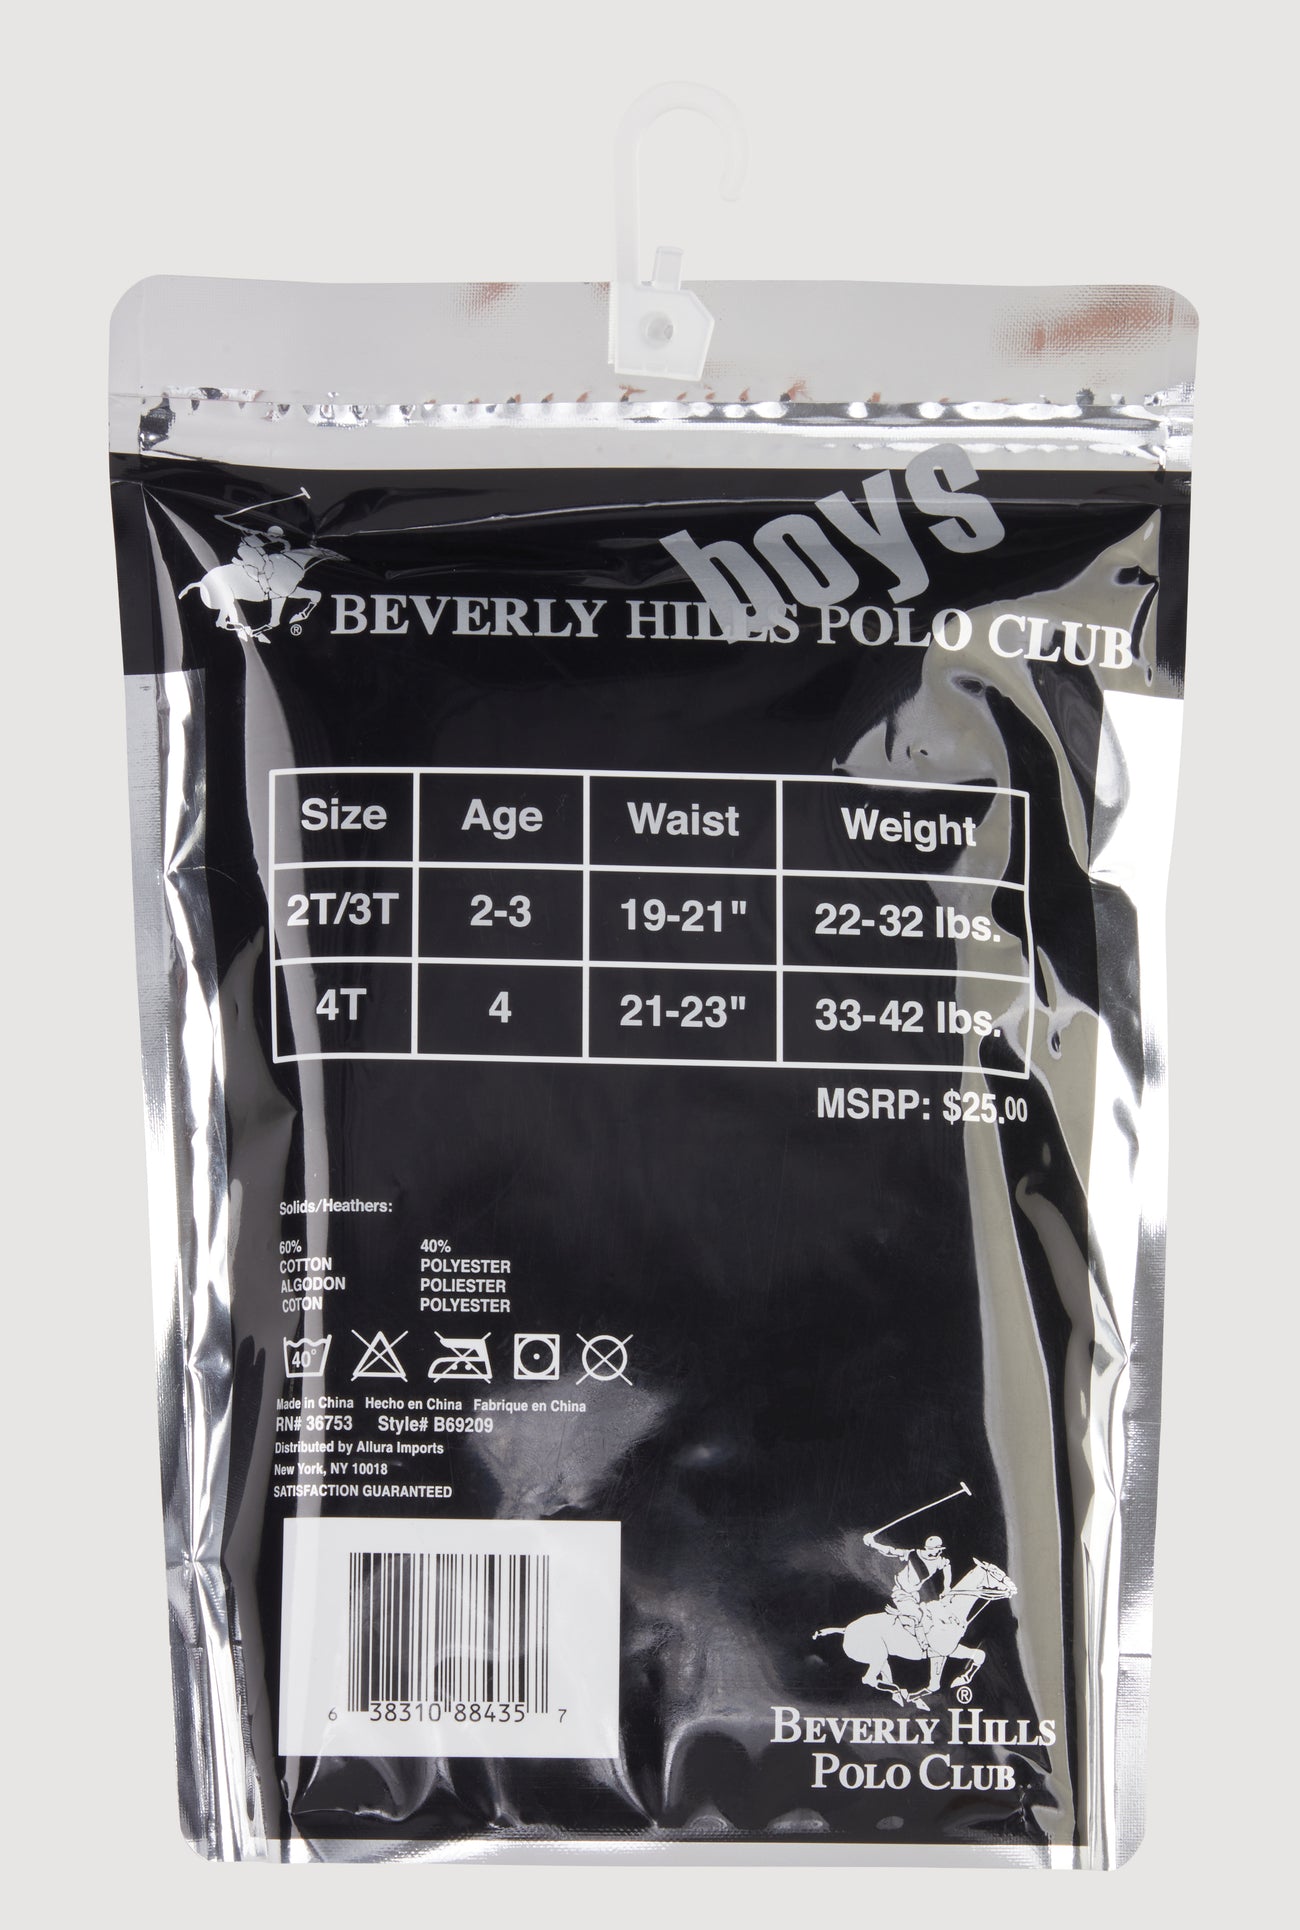 boys
BEVERLY HILLS POLO CLUB
®
Size Age Waist Weight
2T/3T 2-3 19-21" 22-32 lbs.
4T 4 21-23" 33-42 lbs.
MSRP: $25.00
Solids/Heathers:
60% 40%
COTTON POLYESTER
ALGODON POLIESTER
COTON POLYESTER
40°
Made in China Hecho en China Fabrique en China
RN# 36753 Style# B69209
Distributed by Allura Imports
New York, NY 10018
SATISFACTION GUARANTEED
6 38310 88435 7
®
BEVERLY HILLS
POLO CLUB